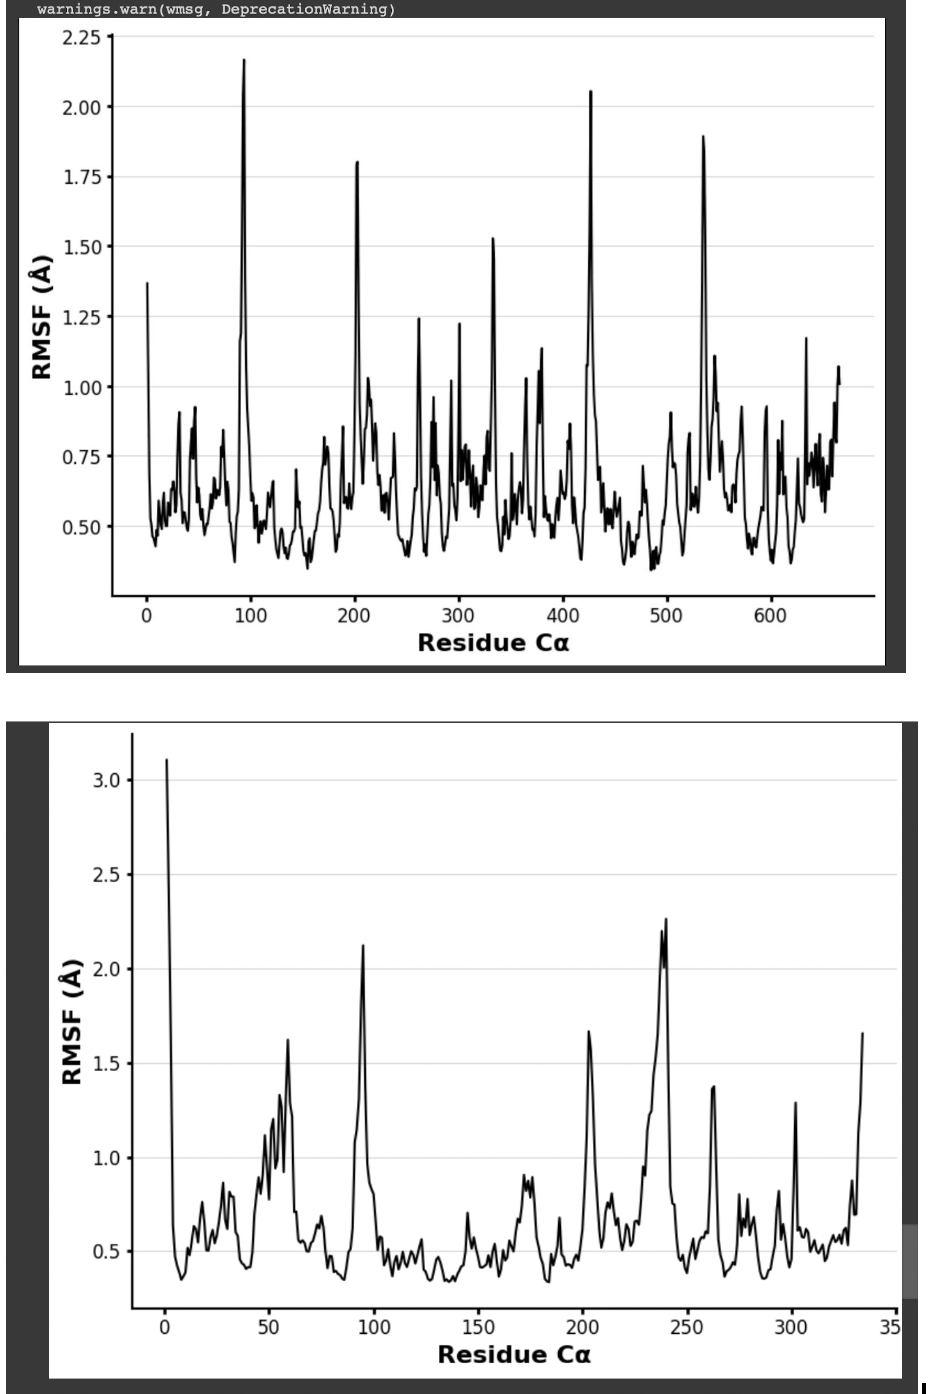 warnings.warn(wmsg, DeprecationWarning)
2.25
2.00
1.75
1.50
1.25
1.00
0.75
0.50
RMSF (Å)
0 100 200 300 400 500 600
Residue Cα
3.0
2.5
2.0
1.5
1.0
0.5
RMSF (Å)
0 50 100 150 200 250 300 35
Residue Cα